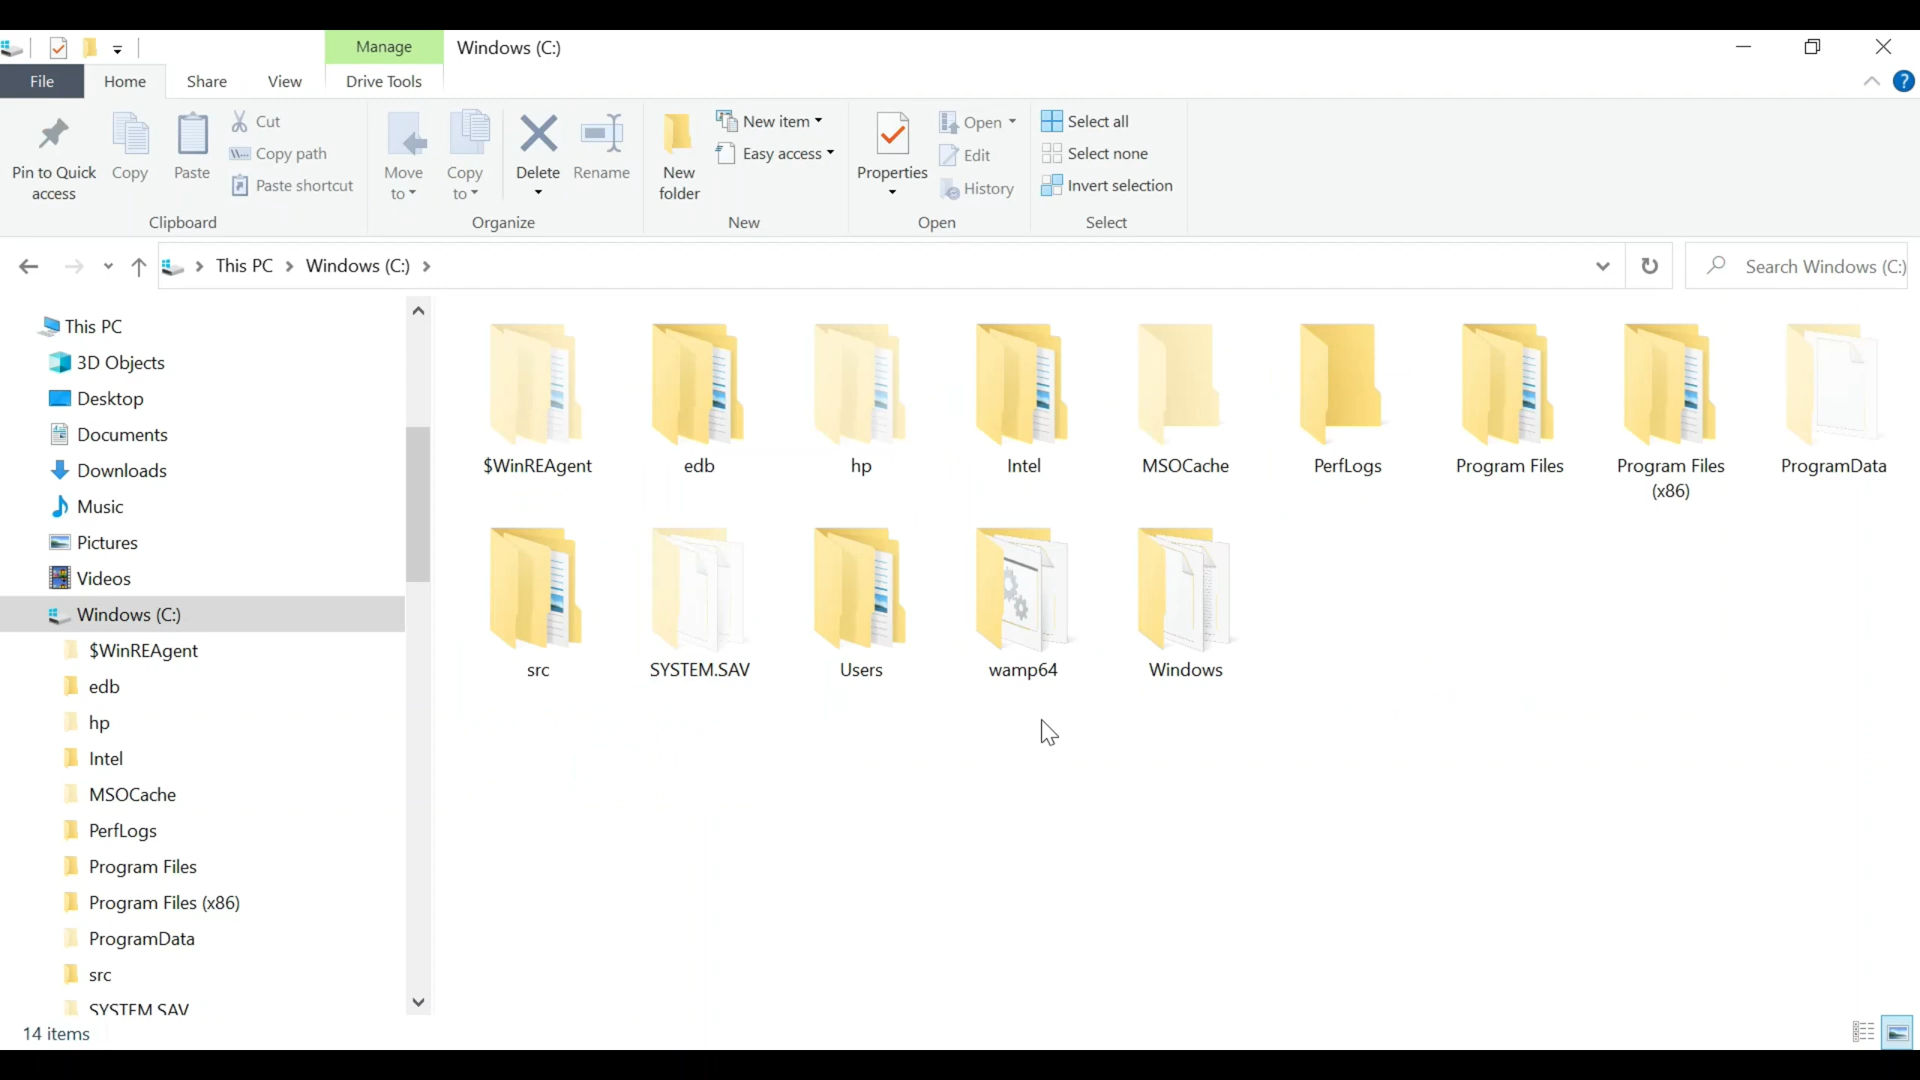 Manage
Windows (C:)
File
Home
Share
View
Drive Tools
?
Pin to Quick access
Copy
Paste
Cut
Copy path
Paste shortcut
Clipboard
Move to
Copy to
Delete
Rename
Organize
New folder
New item
Easy access
New
Properties
Open
Edit
History
Open
Select all
Select none
Invert selection
Select
This PC
Windows (C:)
Search Windows (C:)
This PC
3D Objects
Desktop
Documents
Downloads
Music
Pictures
Videos
Windows (C:)
$WinREAgent
edb
hp
Intel
MSOCache
PerfLogs
Program Files
Program Files (x86)
ProgramData
src
SYSTEM.SAV
$WinREAgent
edb
hp
Intel
MSOCache
PerfLogs
Program Files
Program Files
(x86)
ProgramData
src
SYSTEM.SAV
Users
wamp64
Windows
14 items